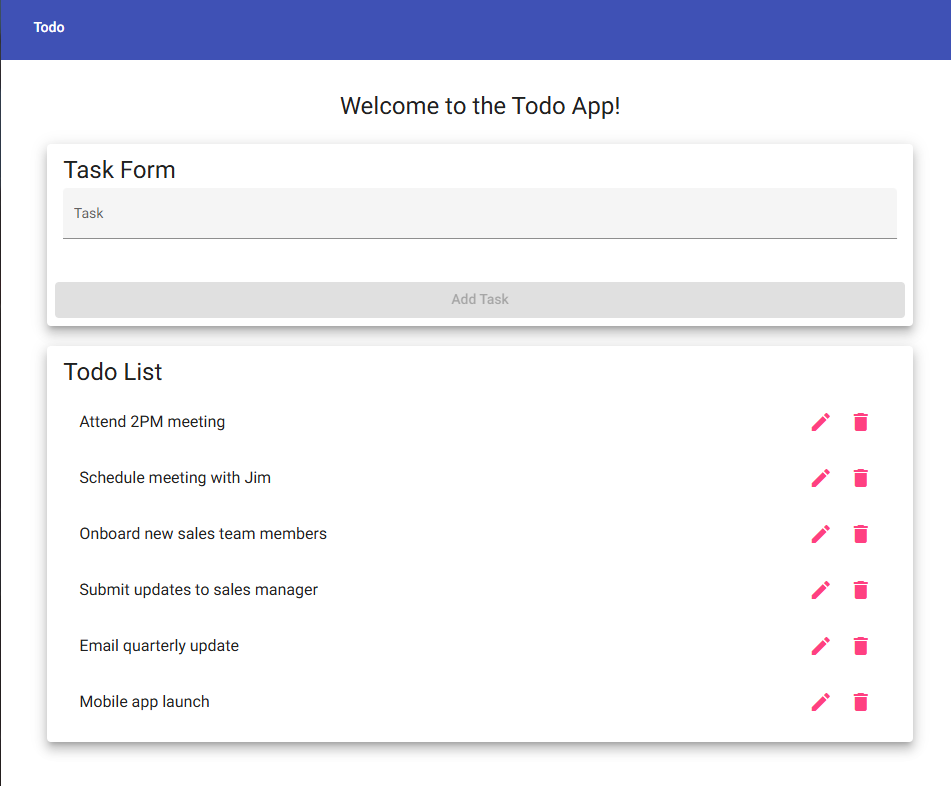 Todo
Welcome to the Todo App!
Task Form
Task
Add Task
Todo List
Attend 2PM meeting
Schedule meeting with Jim
Onboard new sales team members
Submit updates to sales manager
Email quarterly update
Mobile app launch